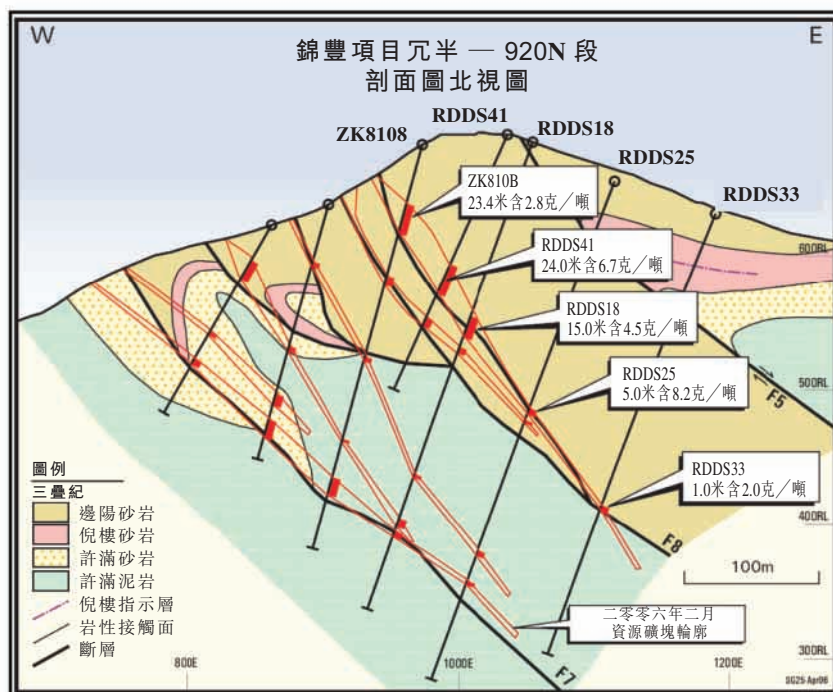 W
E
錦豐項目冗半 — 920N 段
剖面圖北視圖
RDDS41
ZK8108
RDDS18
RDDS25
RDDS33
ZK810B
23.4米含2.8克／噸
RDDS41
24.0米含6.7克／噸
RDDS18
15.0米含4.5克／噸
RDDS25
5.0米含8.2克／噸
RDDS33
1.0米含2.0克／噸
600RL
500RL
400RL
300RL
F5
F8
F7
100m
二零零六年二月
資源礦塊輪廓
圖例
三疊紀
邊陽砂岩
倪樓砂岩
許滿砂岩
許滿泥岩
倪樓指示層
岩性接觸面
斷層
800E
1000E
1200E
SG25 Apr06